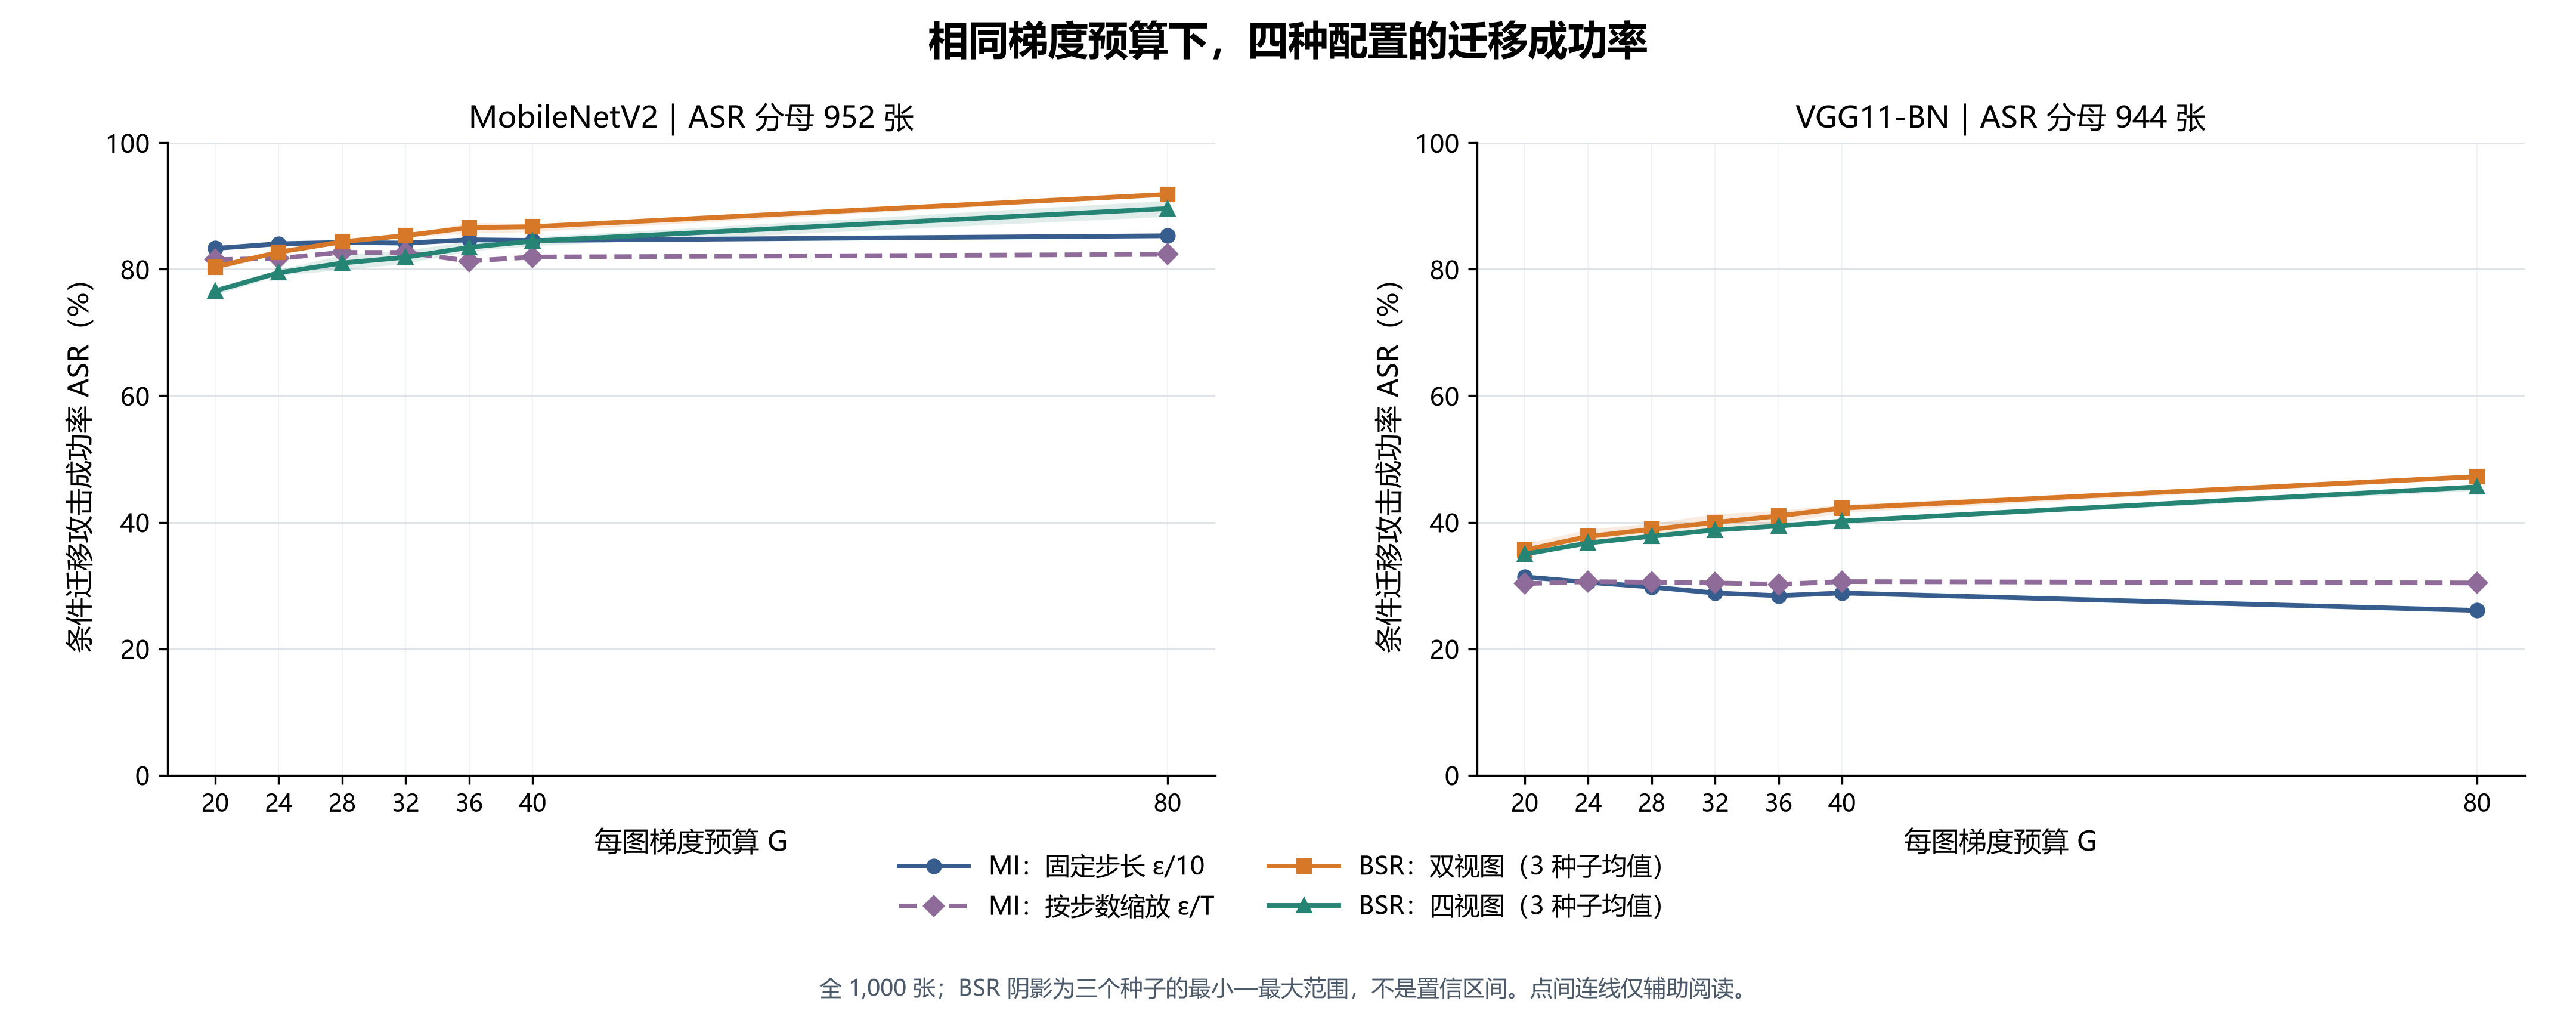 相同梯度预算下，四种配置的迁移成功率
MobileNetV2 | ASR 分母 952 张
条件迁移攻击成功率 ASR（%）
100
80
60
40
20
0
20 24 28 32 36 40 80
每图梯度预算 G
VGG11-BN | ASR 分母 944 张
条件迁移攻击成功率 ASR（%）
100
80
60
40
20
0
20 24 28 32 36 40 80
每图梯度预算 G
MI：固定步长 ε/10
BSR：双视图（3 种子均值）
MI：按步数缩放 ε/T
BSR：四视图（3 种子均值）
全 1,000 张；BSR 阴影为三个种子的最小—最大范围，不是置信区间。点间连线仅辅助阅读。